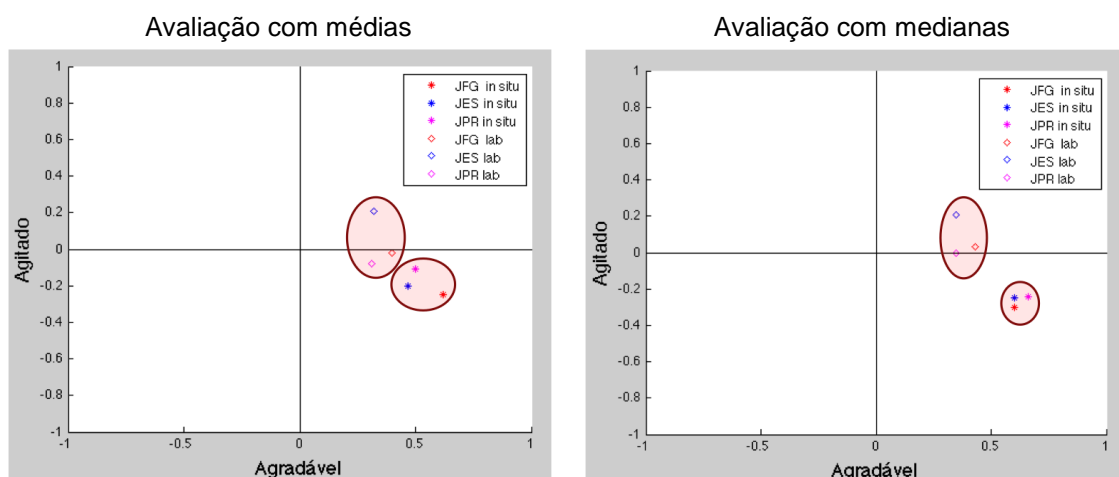 Avaliação com médias
1
0.8
0.6
0.4
0.2
0
-0.2
-0.4
-0.6
-0.8
-1
-1
-0.5
0
0.5
1
Agitado
Agradável
JFG in situ
JES in situ
JPR in situ
JFG lab
JES lab
JPR lab
Avaliação com medianas
1
0.8
0.6
0.4
0.2
0
-0.2
-0.4
-0.6
-0.8
-1
-1
-0.5
0
0.5
1
Agitado
Agradável
JFG in situ
JES in situ
JPR in situ
JFG lab
JES lab
JPR lab